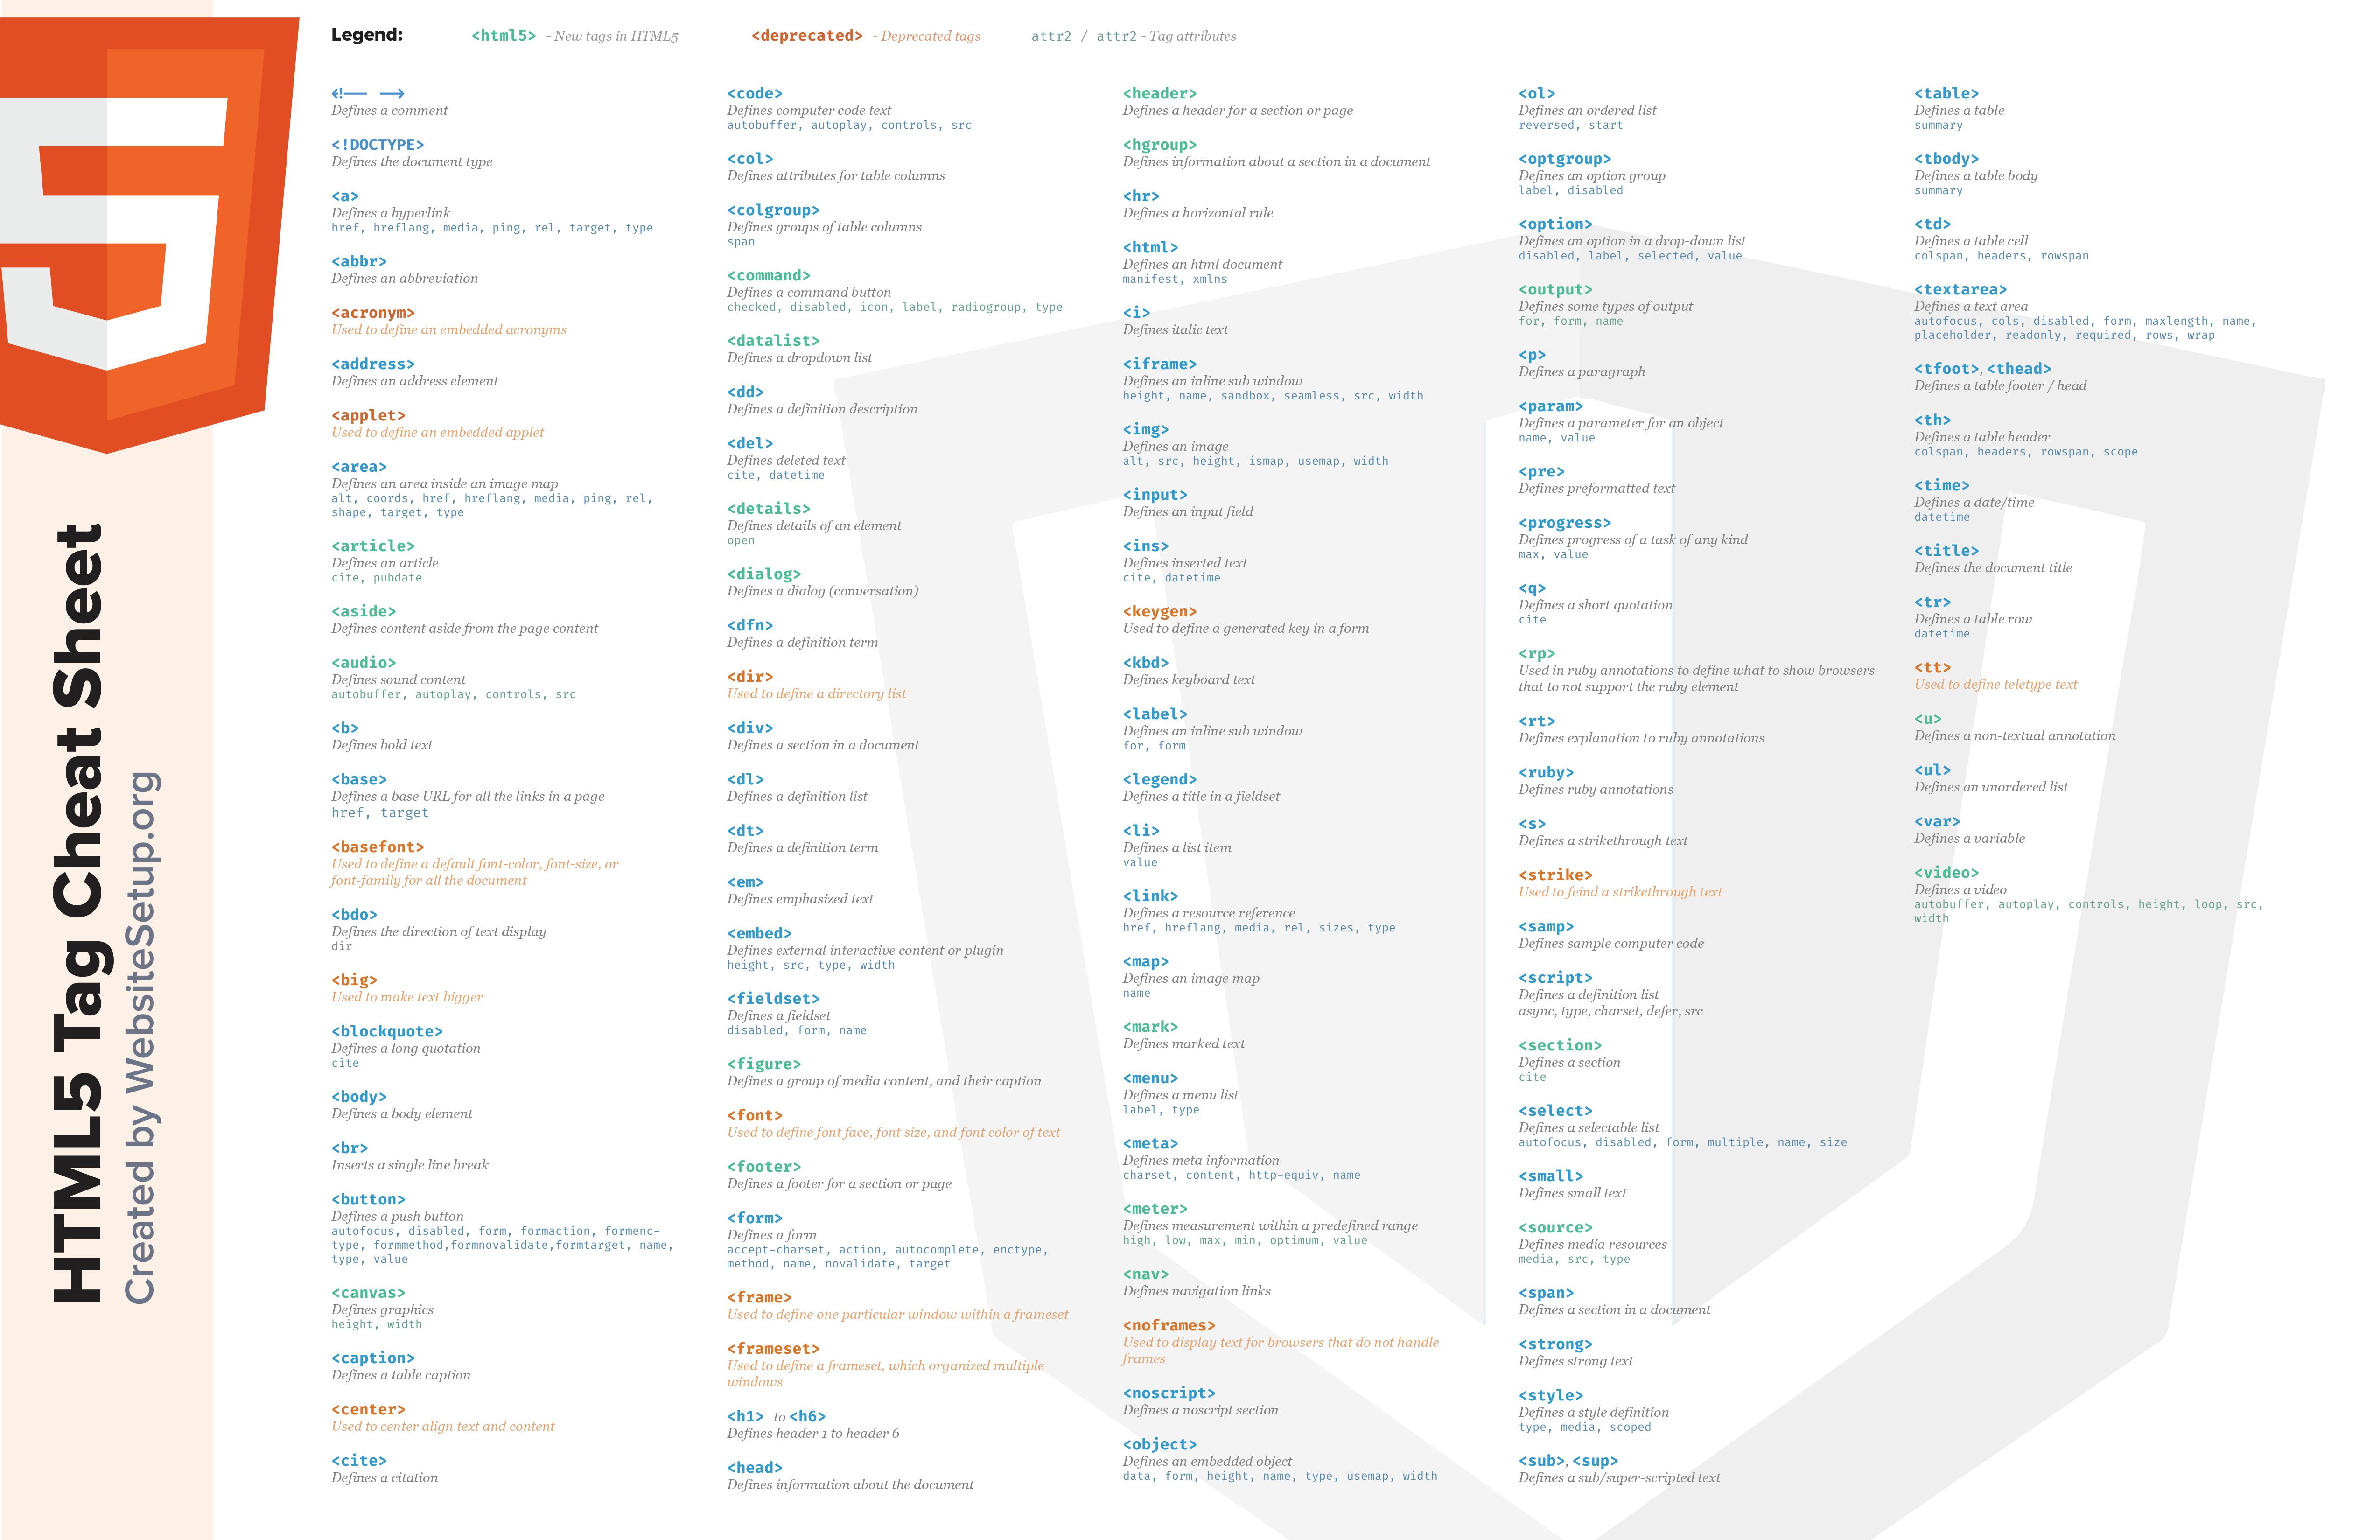 HTML5 Tag Cheat Sheet
Created by WebsiteSetup.org
Legend: <html5> - New tags in HTML5 <deprecated> - Deprecated tags attr2 / attr2 - Tag attributes
<!-- -->
Defines a comment
<!DOCTYPE>
Defines the document type
<a>
Defines a hyperlink
href, hreflang, media, ping, rel, target, type
<abbr>
Defines an abbreviation
<acronym>
Used to define an embedded acronyms
<address>
Defines an address element
<applet>
Used to define an embedded applet
<area>
Defines an area inside an image map
alt, coords, href, hreflang, media, ping, rel,
shape, target, type
<article>
Defines an article
cite, pubdate
<aside>
Defines content aside from the page content
<audio>
Defines sound content
autobuffer, autoplay, controls, src
<b>
Defines bold text
<base>
Defines a base URL for all the links in a page
href, target
<basefont>
Used to define a default font-color, font-size, or
font-family for all the document
<bdo>
Defines the direction of text display
dir
<big>
Used to make text bigger
<blockquote>
Defines a long quotation
cite
<body>
Defines a body element
<br>
Inserts a single line break
<button>
Defines a push button
autofocus, disabled, form, formaction, formenc-
type, formmethod,formnovalidate,formtarget, name,
type, value
<canvas>
Defines graphics
height, width
<caption>
Defines a table caption
<center>
Used to center align text and content
<cite>
Defines a citation
<code>
Defines computer code text
autobuffer, autoplay, controls, src
<col>
Defines attributes for table columns
<colgroup>
Defines groups of table columns
span
<command>
Defines a command button
checked, disabled, icon, label, radiogroup, type
<datalist>
Defines a dropdown list
<dd>
Defines a definition description
<del>
Defines deleted text
cite, datetime
<details>
Defines details of an element
open
<dialog>
Defines a dialog (conversation)
<dfn>
Defines a definition term
<dir>
Used to define a directory list
<div>
Defines a section in a document
<dl>
Defines a definition list
<dt>
Defines a definition term
<em>
Defines emphasized text
<embed>
Defines external interactive content or plugin
height, src, type, width
<fieldset>
Defines a fieldset
disabled, form, name
<figure>
Defines a group of media content, and their caption
<font>
Used to define font face, font size, and font color of text
<footer>
Defines a footer for a section or page
<form>
Defines a form
accept-charset, action, autocomplete, enctype,
method, name, novalidate, target
<frame>
Used to define one particular window within a frameset
<frameset>
Used to define a frameset, which organized multiple
windows
<h1> to <h6>
Defines header 1 to header 6
<head>
Defines information about the document
<header>
Defines a header for a section or page
<hgroup>
Defines information about a section in a document
<hr>
Defines a horizontal rule
<html>
Defines an html document
manifest, xmlns
<i>
Defines italic text
<iframe>
Defines an inline sub window
height, name, sandbox, seamless, src, width
<img>
Defines an image
alt, src, height, ismap, usemap, width
<input>
Defines an input field
<ins>
Defines inserted text
cite, datetime
<keygen>
Used to define a generated key in a form
<kbd>
Defines keyboard text
<label>
Defines an inline sub window
for, form
<legend>
Defines a title in a fieldset
<li>
Defines a list item
value
<link>
Defines a resource reference
href, hreflang, media, rel, sizes, type
<map>
Defines an image map
name
<mark>
Defines marked text
<menu>
Defines a menu list
label, type
<meta>
Defines meta information
charset, content, http-equiv, name
<meter>
Defines measurement within a predefined range
high, low, max, min, optimum, value
<nav>
Defines navigation links
<noframes>
Used to display text for browsers that do not handle
frames
<noscript>
Defines a noscript section
<object>
Defines an embedded object
data, form, height, name, type, usemap, width
<ol>
Defines an ordered list
reversed, start
<optgroup>
Defines an option group
label, disabled
<option>
Defines an option in a drop-down list
disabled, label, selected, value
<output>
Defines some types of output
for, form, name
<p>
Defines a paragraph
<param>
Defines a parameter for an object
name, value
<pre>
Defines preformatted text
<progress>
Defines progress of a task of any kind
max, value
<q>
Defines a short quotation
cite
<rp>
Used in ruby annotations to define what to show browsers
that to not support the ruby element
<rt>
Defines explanation to ruby annotations
<ruby>
Defines ruby annotations
<s>
Defines a strikethrough text
<strike>
Used to feind a strikethrough text
<samp>
Defines sample computer code
<script>
Defines a definition list
async, type, charset, defer, src
<section>
Defines a section
cite
<select>
Defines a selectable list
autofocus, disabled, form, multiple, name, size
<small>
Defines small text
<source>
Defines media resources
media, src, type
<span>
Defines a section in a document
<strong>
Defines strong text
<style>
Defines a style definition
type, media, scoped
<sub>, <sup>
Defines a sub/super-scripted text
<table>
Defines a table
summary
<tbody>
Defines a table body
summary
<td>
Defines a table cell
colspan, headers, rowspan
<textarea>
Defines a text area
autofocus, cols, disabled, form, maxlength, name,
placeholder, readonly, required, rows, wrap
<tfoot>, <thead>
Defines a table footer / head
<th>
Defines a table header
colspan, headers, rowspan, scope
<time>
Defines a date/time
datetime
<title>
Defines the document title
<tr>
Defines a table row
datetime
<tt>
Used to define teletype text
<u>
Defines a non-textual annotation
<ul>
Defines an unordered list
<var>
Defines a variable
<video>
Defines a video
autobuffer, autoplay, controls, height, loop, src,
width